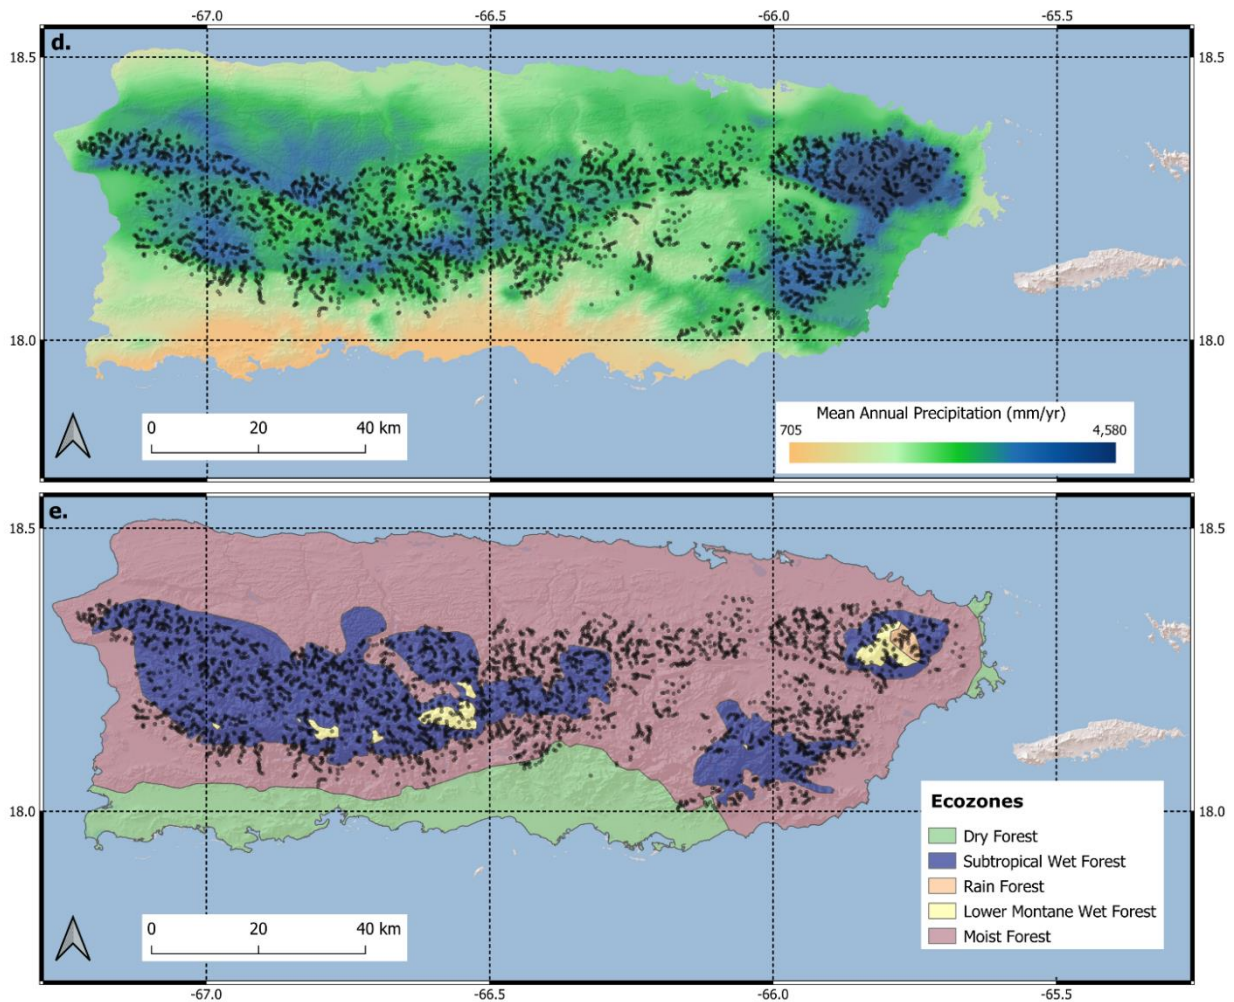 -67.0 -66.5 -66.0 -65.5
d.
18.5 18.5
18.0 18.0
0 20 40 km
Mean Annual Precipitation (mm/yr)
705 4,580
e.
18.5 18.5
18.0 18.0
Ecozones
Dry Forest
Subtropical Wet Forest
Rain Forest
Lower Montane Wet Forest
Moist Forest
0 20 40 km
-67.0 -66.5 -66.0 -65.5